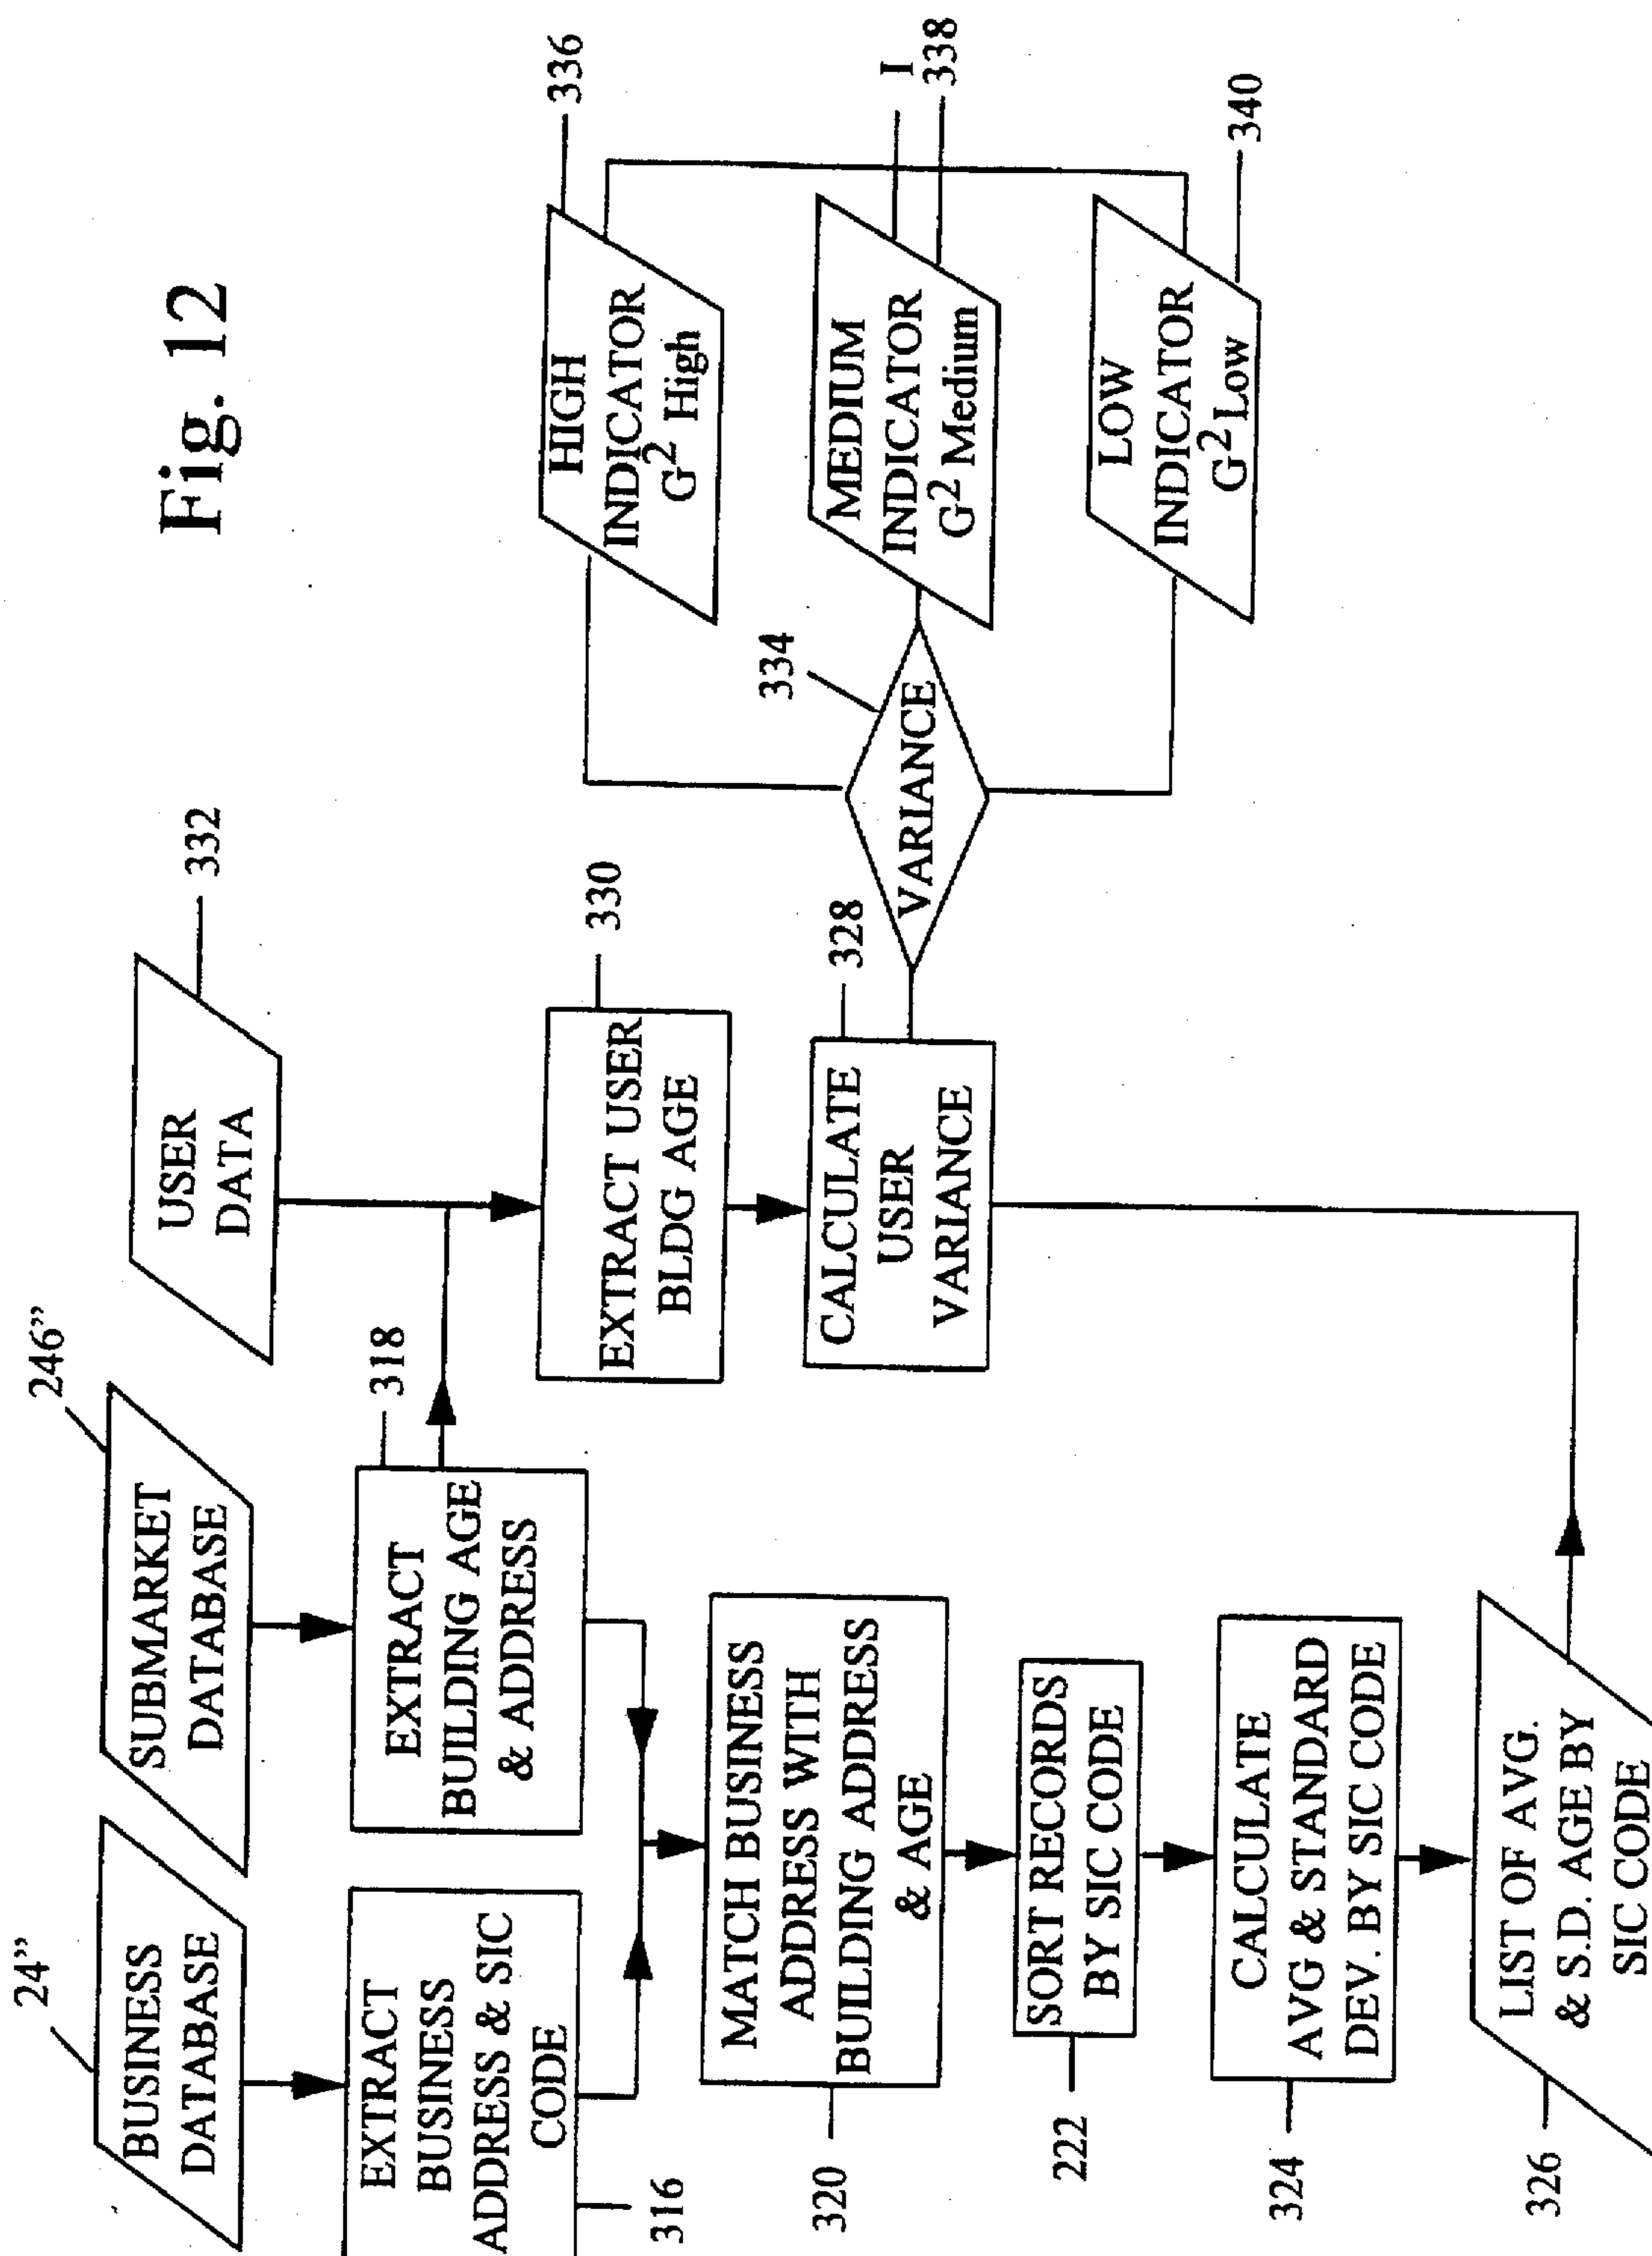 Fig. 12
24”
BUSINESS
DATABASE
246”
SUBMARKET
DATABASE
USER
DATA
332
EXTRACT
BUSINESS
ADDRESS & SIC
CODE
316
EXTRACT
BUILDING AGE
& ADDRESS
318
EXTRACT USER
BLDG AGE
330
MATCH BUSINESS
ADDRESS WITH
BUILDING ADDRESS
& AGE
320
CALCULATE
USER
VARIANCE
328
VARIANCE
334
HIGH
INDICATOR
G² High
336
MEDIUM
INDICATOR
G² Medium
I
338
LOW
INDICATOR
G² Low
340
SORT RECORDS
BY SIC CODE
222
CALCULATE
AVG & STANDARD
DEV. BY SIC CODE
324
LIST OF AVG.
& S.D. AGE BY
SIC CODE
326